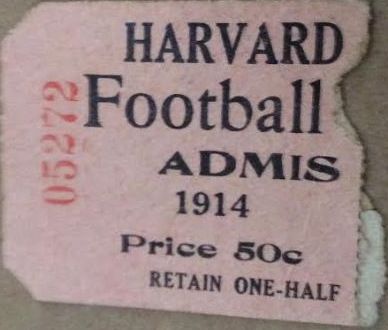 HARVARD
Football
ADMIS
1914
Price 50c
RETAIN ONE-HALF
05272